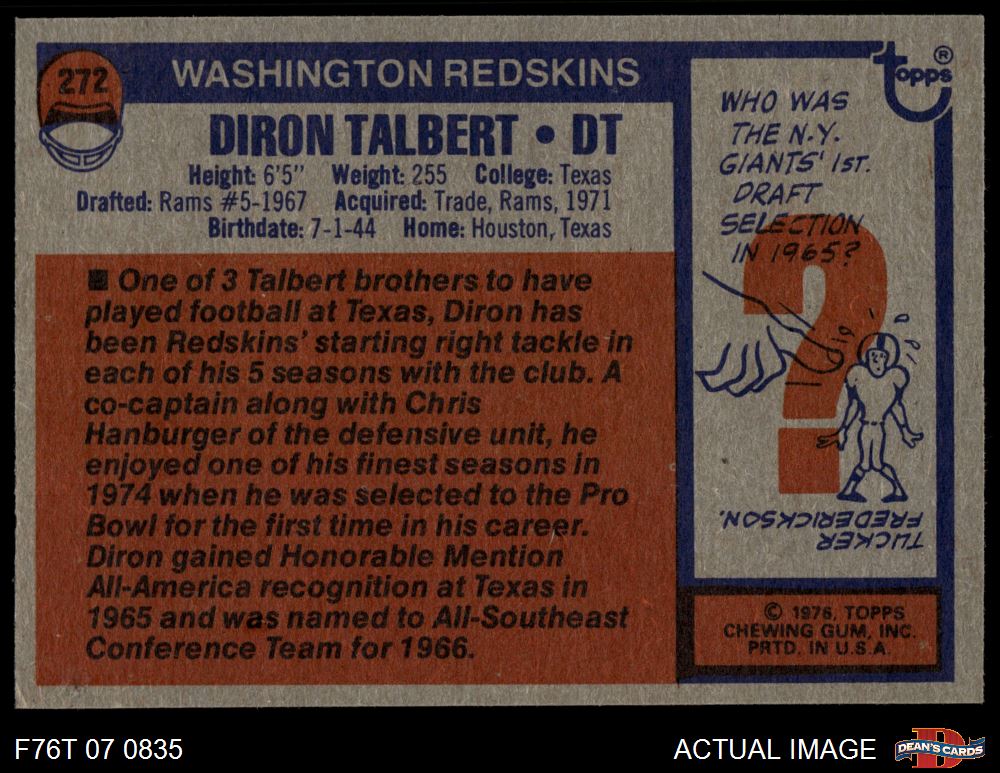 272
WASHINGTON REDSKINS
DIRON TALBERT • DT
Height: 6'5" Weight: 255 College: Texas
Drafted: Rams #5-1967 Acquired: Trade, Rams, 1971
Birthdate: 7-1-44 Home: Houston, Texas
■ One of 3 Talbert brothers to have
played football at Texas, Diron has
been Redskins' starting right tackle in
each of his 5 seasons with the club. A
co-captain along with Chris
Hanburger of the defensive unit, he
enjoyed one of his finest seasons in
1974 when he was selected to the Pro
Bowl for the first time in his career.
Diron gained Honorable Mention
All-America recognition at Texas in
1965 and was named to All-Southeast
Conference Team for 1966.
topps®
WHO WAS
THE N.Y.
GIANTS' 1ST.
DRAFT
SELECTION
IN 1965?
?
TUCKER
FREDERICKSON.
© 1976, TOPPS
CHEWING GUM, INC.
PRTD. IN U.S.A.
F76T 07 0835
ACTUAL IMAGE
D
DEAN'S CARDS